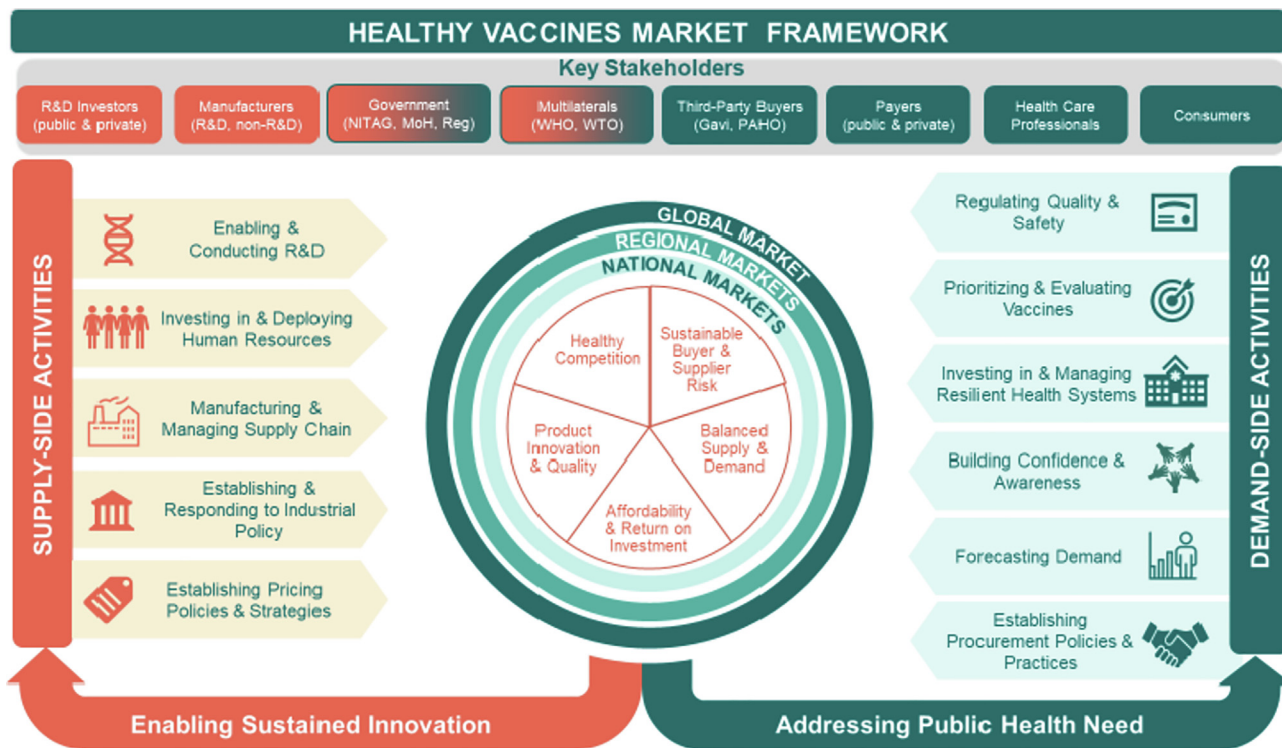 HEALTHY VACCINES MARKET FRAMEWORK
Key Stakeholders
R&D Investors
(public & private)
Manufacturers
(R&D, non-R&D)
Government
(NITAG, MoH, Reg)
Multilaterals
(WHO, WTO)
Third-Party Buyers
(Gavi, PAHO)
Payers
(public & private)
Health Care
Professionals
Consumers
SUPPLY-SIDE ACTIVITIES
Enabling &
Conducting R&D
Investing in & Deploying
Human Resources
Manufacturing &
Managing Supply Chain
Establishing &
Responding to Industrial
Policy
Establishing Pricing
Policies & Strategies
GLOBAL MARKET
REGIONAL MARKETS
NATIONAL MARKETS
Healthy
Competition
Sustainable
Buyer &
Supplier
Risk
Product
Innovation
& Quality
Balanced
Supply &
Demand
Affordability
& Return on
Investment
Regulating Quality &
Safety
Prioritizing & Evaluating
Vaccines
Investing in & Managing
Resilient Health Systems
Building Confidence &
Awareness
Forecasting Demand
Establishing
Procurement Policies &
Practices
DEMAND-SIDE ACTIVITIES
Enabling Sustained Innovation
Addressing Public Health Need